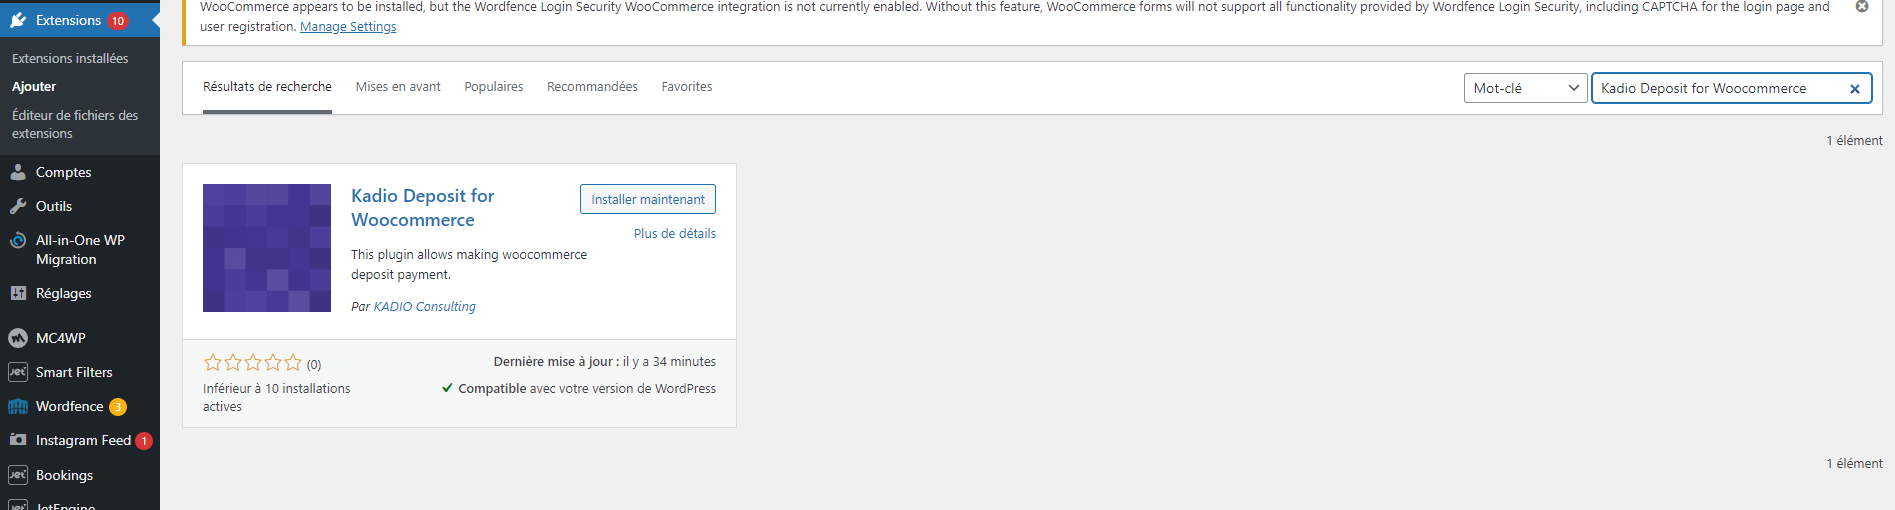 Extensions 10
Extensions installées
Ajouter
Éditeur de fichiers des
extensions
Comptes
Outils
All-in-One WP
Migration
Réglages
MC4WP
Smart Filters
Wordfence 3
Instagram Feed 1
Bookings
JetEngine
WooCommerce appears to be installed, but the Wordfence Login Security WooCommerce integration is not currently enabled. Without this feature, WooCommerce forms will not support all functionality provided by Wordfence Login Security, including CAPTCHA for the login page and
user registration. Manage Settings
Résultats de recherche Mises en avant Populaires Recommandées Favorites Mot-clé Kadio Deposit for Woocommerce
1 élément
Kadio Deposit for
Woocommerce
Installer maintenant
Plus de détails
This plugin allows making woocommerce
deposit payment.
Par KADIO Consulting
(0)
Inférieur à 10 installations
actives
Dernière mise à jour : il y a 34 minutes
Compatible avec votre version de WordPress
1 élément